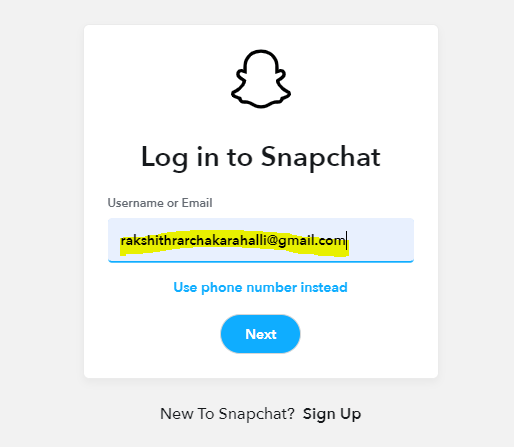 Log in to Snapchat
Username or Email
rakshithrarchakarahalli@gmail.com
Use phone number instead
Next
New To Snapchat? Sign Up